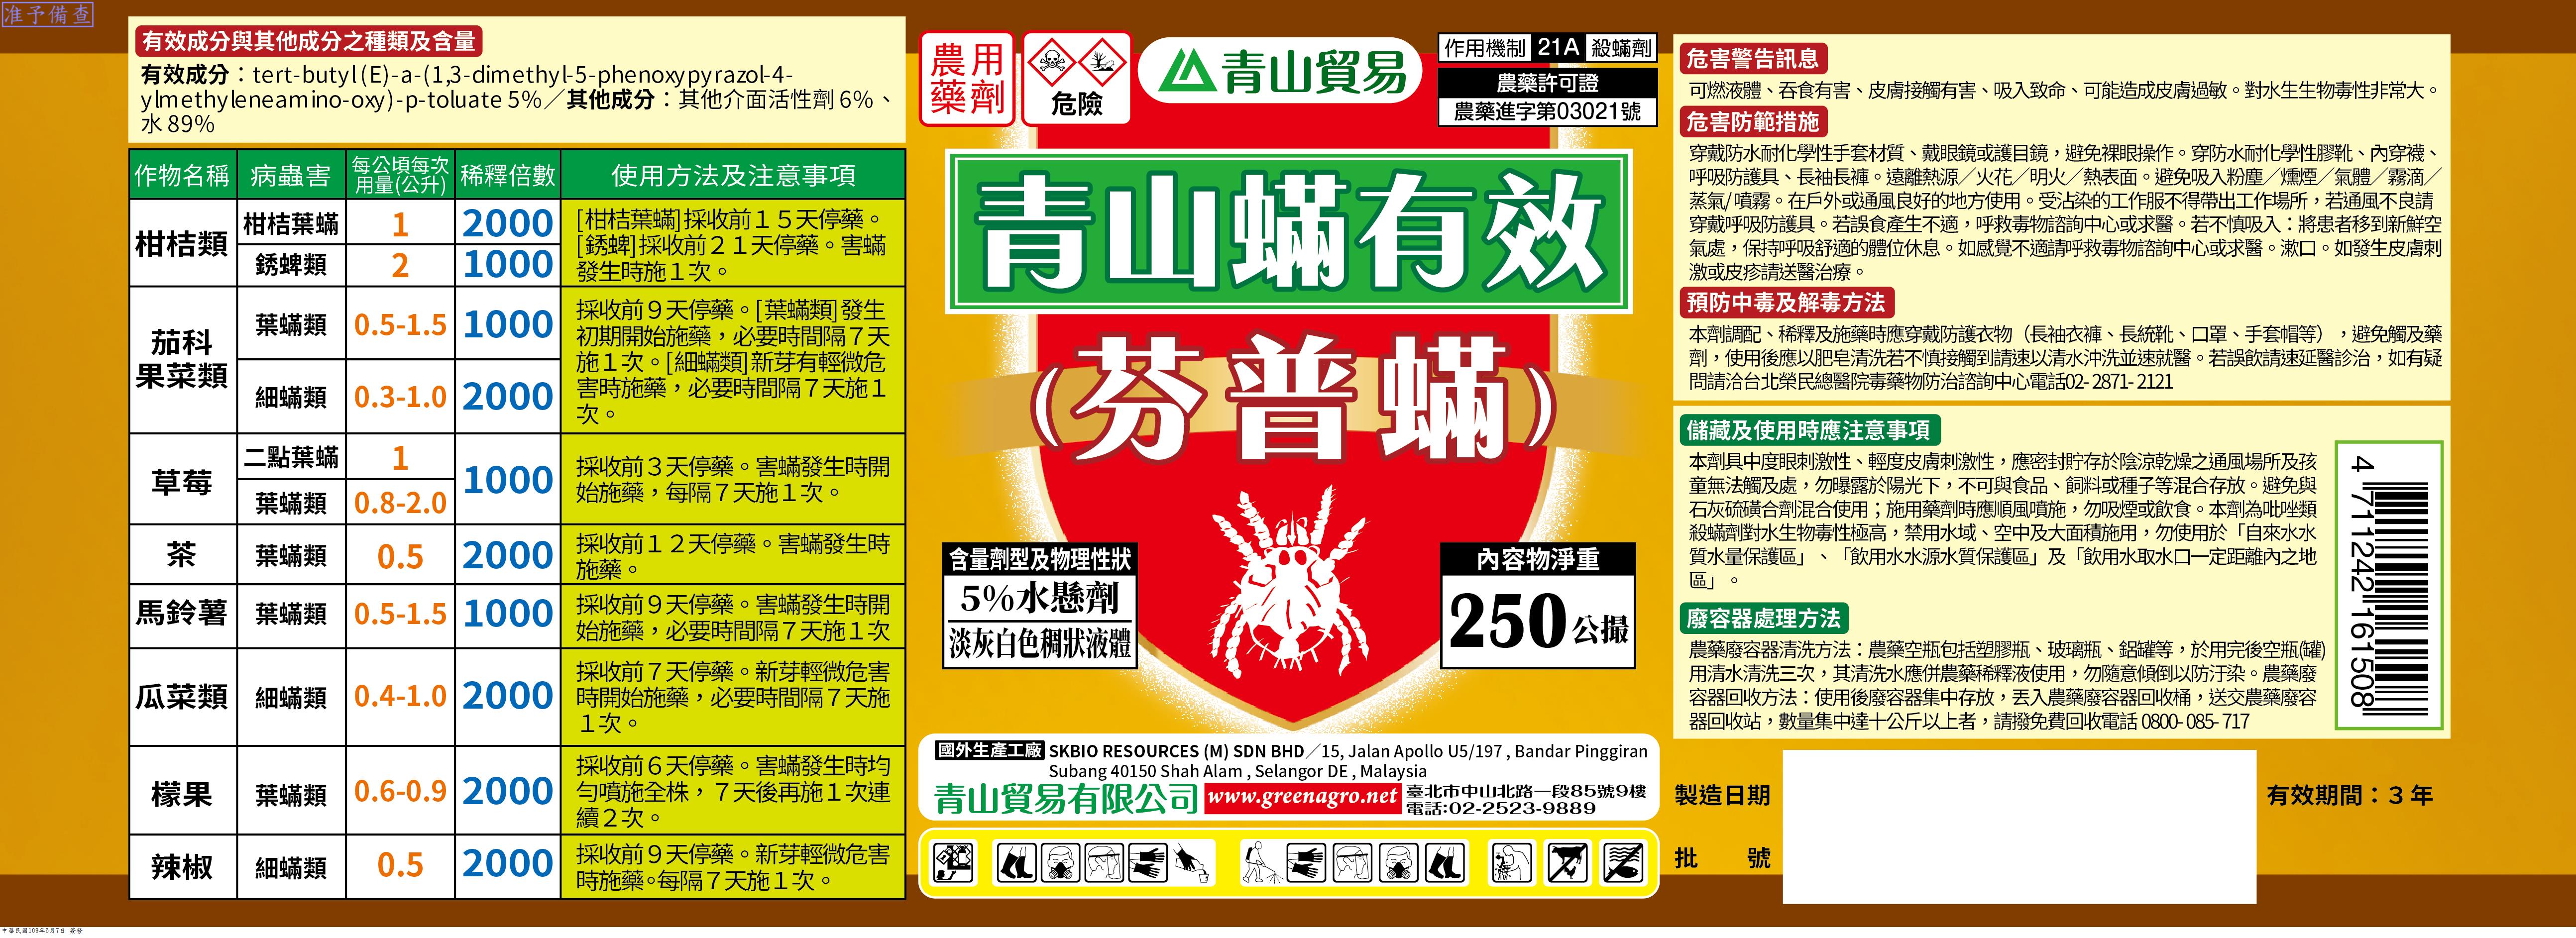 准予備查
有效成分與其他成分之種類及含量
有效成分：tert-butyl(E)-a-(1,3-dimethyl-5-phenoxypyrazol-4-
ylmethyleneamino-oxy)-p-toluate 5%／其他成分：其他介面活性劑 6%、
水 89%
作物名稱 病蟲害 每公頃每次用量(公升) 稀釋倍數 使用方法及注意事項
柑桔類
柑桔葉蟎 1 2000
銹蜱類 2 1000
[柑桔葉蟎]採收前１５天停藥。
[銹蜱]採收前２１天停藥。害蟎
發生時施１次。
茄科
果菜類
葉蟎類 0.5-1.5 1000
細蟎類 0.3-1.0 2000
採收前９天停藥。[葉蟎類]發生
初期開始施藥，必要時間隔７天
施１次。[細蟎類]新芽有輕微危
害時施藥，必要時間隔７天施１
次。
草莓
二點葉蟎 1
葉蟎類 0.8-2.0
1000
採收前３天停藥。害蟎發生時開
始施藥，每隔７天施１次。
茶 葉蟎類 0.5 2000
採收前１２天停藥。害蟎發生時
施藥。
馬鈴薯 葉蟎類 0.5-1.5 1000
採收前９天停藥。害蟎發生時開
始施藥，必要時間隔７天施１次
瓜菜類 細蟎類 0.4-1.0 2000
採收前７天停藥。新芽輕微危害
時開始施藥，必要時間隔７天施
１次。
檬果 葉蟎類 0.6-0.9 2000
採收前６天停藥。害蟎發生時均
勻噴施全株，７天後再施１次連
續２次。
辣椒 細蟎類 0.5 2000
採收前９天停藥。新芽輕微危害
時施藥。每隔７天施１次。
農用
藥劑
危險
青山貿易
作用機制 21A 殺蟎劑
農藥許可證
農藥進字第03021號
青山蟎有效
(芬普蟎)
含量劑型及物理性狀
5%水懸劑
淡灰白色稠狀液體
內容物淨重
250公撮
國外生產工廠 SKBIO RESOURCES (M) SDN BHD／15, Jalan Apollo U5/197 , Bandar Pinggiran
Subang 40150 Shah Alam , Selangor DE , Malaysia
青山貿易有限公司 www.greenagro.net
臺北市中山北路一段85號9樓
電話:02-2523-9889
危害警告訊息
可燃液體、吞食有害、皮膚接觸有害、吸入致命、可能造成皮膚過敏。對水生生物毒性非常大。
危害防範措施
穿戴防水耐化學性手套材質、戴眼鏡或護目鏡，避免裸眼操作。穿防水耐化學性膠靴、內穿襪、
呼吸防護具、長袖長褲。遠離熱源／火花／明火／熱表面。避免吸入粉塵／燻煙／氣體／霧滴／
蒸氣/噴霧。在戶外或通風良好的地方使用。受沾染的工作服不得帶出工作場所，若通風不良請
穿戴呼吸防護具。若誤食產生不適，呼救毒物諮詢中心或求醫。若不慎吸入：將患者移到新鮮空
氣處，保持呼吸舒適的體位休息。如感覺不適請呼救毒物諮詢中心或求醫。漱口。如發生皮膚刺
激或皮疹請送醫治療。
預防中毒及解毒方法
本劑調配、稀釋及施藥時應穿戴防護衣物（長袖衣褲、長統靴、口罩、手套帽等），避免觸及藥
劑，使用後應以肥皂清洗若不慎接觸到請速以清水沖洗並速就醫。若誤飲請速延醫診治，如有疑
問請洽台北榮民總醫院毒藥物防治諮詢中心電話02-2871-2121
儲藏及使用時應注意事項
本劑具中度眼刺激性、輕度皮膚刺激性，應密封貯存於陰涼乾燥之通風場所及孩
童無法觸及處，勿曝露於陽光下，不可與食品、飼料或種子等混合存放。避免與
石灰硫磺合劑混合使用；施用藥劑時應順風噴施，勿吸煙或飲食。本劑為吡唑類
殺蟎劑對水生物毒性極高，禁用水域、空中及大面積施用，勿使用於「自來水水
質水量保護區」、「飲用水水源水質保護區」及「飲用水取水口一定距離內之地
區」。
廢容器處理方法
農藥廢容器清洗方法：農藥空瓶包括塑膠瓶、玻璃瓶、鋁罐等，於用完後空瓶(罐)
用清水清洗三次，其清洗水應併農藥稀釋液使用，勿隨意傾倒以防汙染。農藥廢
容器回收方法：使用後廢容器集中存放，丟入農藥廢容器回收桶，送交農藥廢容
器回收站，數量集中達十公斤以上者，請撥免費回收電話 0800-085-717
4 711242 161508
製造日期
有效期間：3 年
批 號
中華民國109年5月7日 簽發